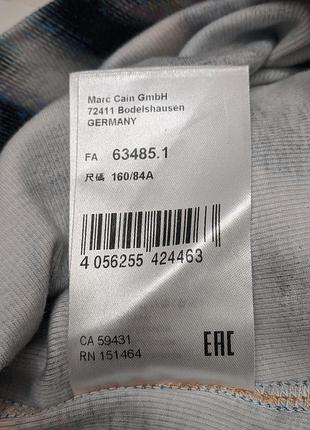 Marc Cain GmbH
72411 Bodelshausen
GERMANY
FA 63485.1
尺碼 160/84A
4 056255 424463
CA 59431
RN 151464
EAC